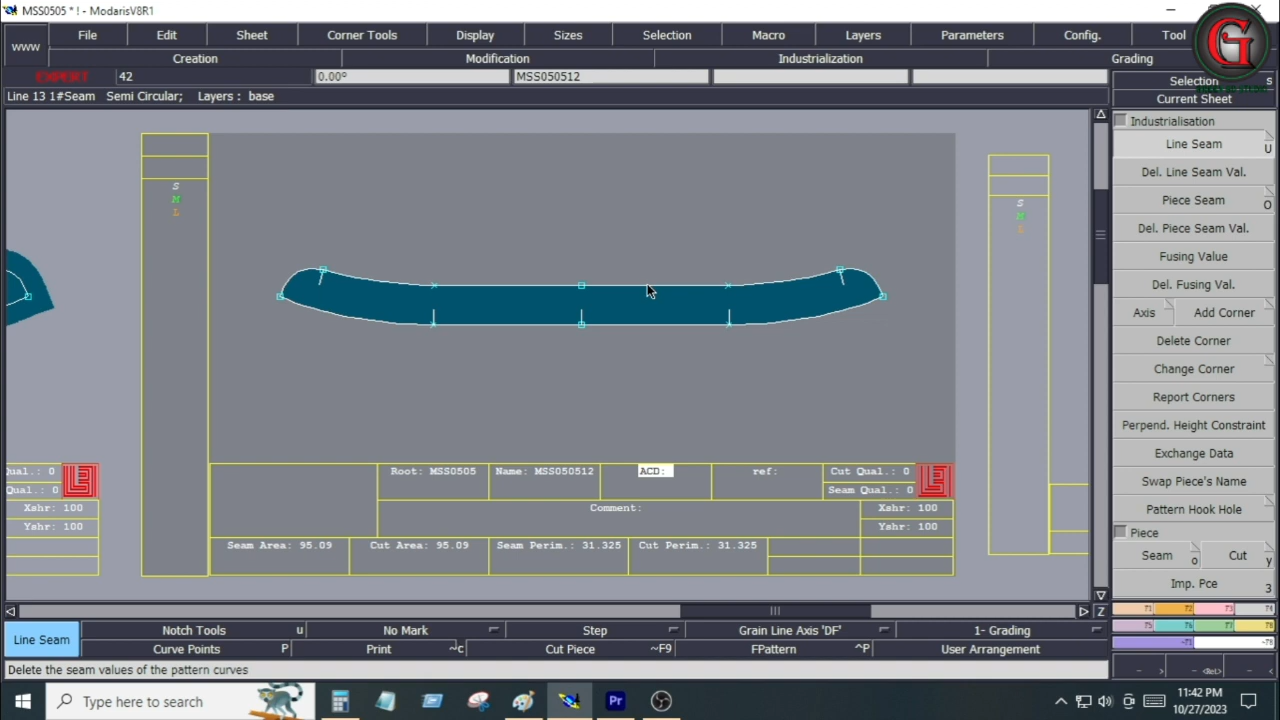 MSS0505 * ! - ModarisV8R1
www
File Edit Sheet Corner Tools Display Sizes Selection Macro Layers Parameters Config. Tool
Creation Modification Industrialization Grading
EXPERT 42 0.00º MSS050512
Line 13 1#Seam Semi Circular; Layers : base
G
Selection s
Current Sheet
Industrialisation
Line Seam U
Del. Line Seam Val.
Piece Seam O
Del. Piece Seam Val.
Fusing Value
Del. Fusing Val.
Axis Add Corner
Delete Corner
Change Corner
Report Corners
Perpend. Height Constraint
Exchange Data
Swap Piece's Name
Pattern Hook Hole
Piece
Seam o Cut y
Imp. Pce 3
S
M
L
S
M
L
Qual.: 0 Root: MSS0505 Name: MSS050512 ACD: ref: Cut Qual.: 0
Qual.: 0 Seam Qual.: 0
Xshr: 100 Comment: Xshr: 100
Yshr: 100 Yshr: 100
Seam Area: 95.09 Cut Area: 95.09 Seam Perim.: 31.325 Cut Perim.: 31.325
Z
Line Seam
Notch Tools u No Mark Step Grain Line Axis 'DF' 1- Grading
Curve Points P Print ~c Cut Piece ~F9 FPattern ^P User Arrangement
Delete the seam values of the pattern curves
Type here to search
Pr
11:42 PM
10/27/2023